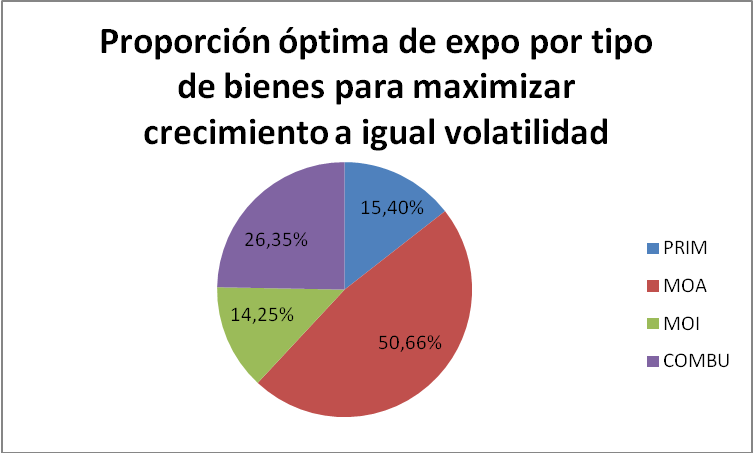 Proporción óptima de expo por tipo
de bienes para maximizar
crecimiento a igual volatilidad
15,40%
26,35%
14,25%
50,66%
PRIM
MOA
MOI
COMBU